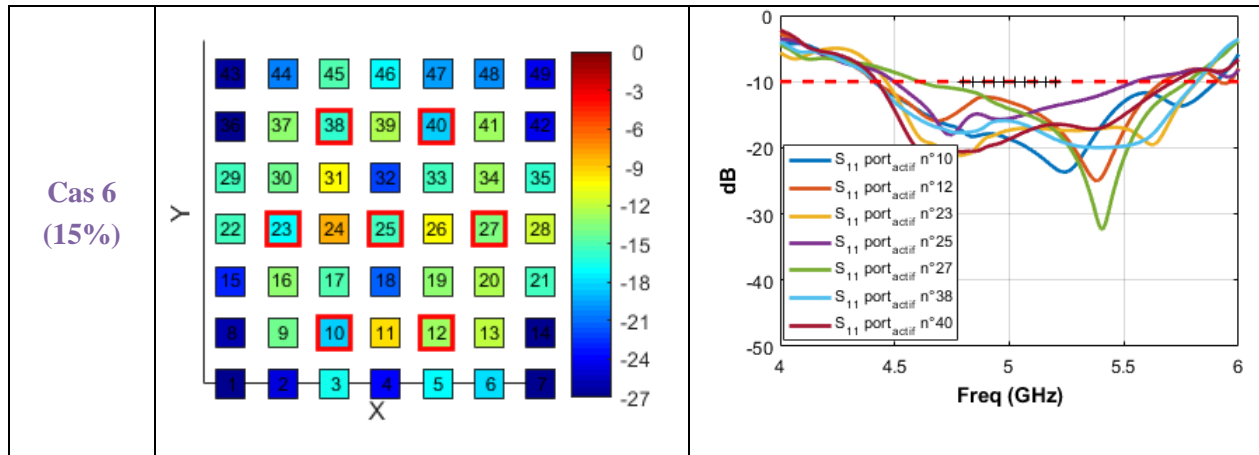 Cas 6
(15%)
Y
43 44 45 46 47 48 49
36 37 38 39 40 41 42
29 30 31 32 33 34 35
22 23 24 25 26 27 28
15 16 17 18 19 20 21
8 9 10 11 12 13 14
1 2 3 4 5 6 7
X
0
-3
-6
-9
-12
-15
-18
-21
-24
-27
dB
0
-10
-20
-30
-40
-50
S11 portactif n°10
S11 portactif n°12
S11 portactif n°23
S11 portactif n°25
S11 portactif n°27
S11 portactif n°38
S11 portactif n°40
4 4.5 5 5.5 6
Freq (GHz)